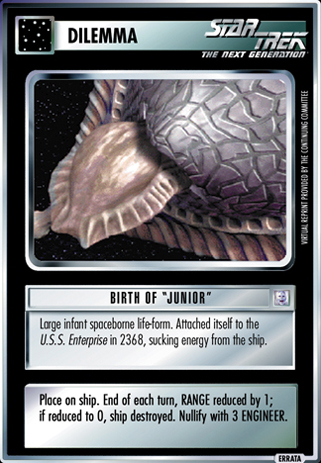 DILEMMA
STAR TREK
THE NEXT GENERATION®
VIRTUAL REPRINT PROVIDED BY THE CONTINUING COMMITTEE
BIRTH OF "JUNIOR"
Large infant spaceborne life-form. Attached itself to the
U.S.S. Enterprise in 2368, sucking energy from the ship.
Place on ship. End of each turn, RANGE reduced by 1;
if reduced to 0, ship destroyed. Nullify with 3 ENGINEER.
ERRATA